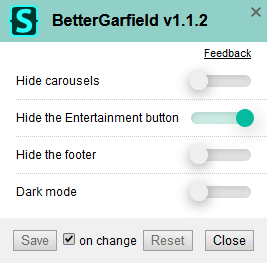 S BetterGarfield v1.1.2 ×
Feedback
Hide carousels
Hide the Entertainment button
Hide the footer
Dark mode
Save on change Reset Close